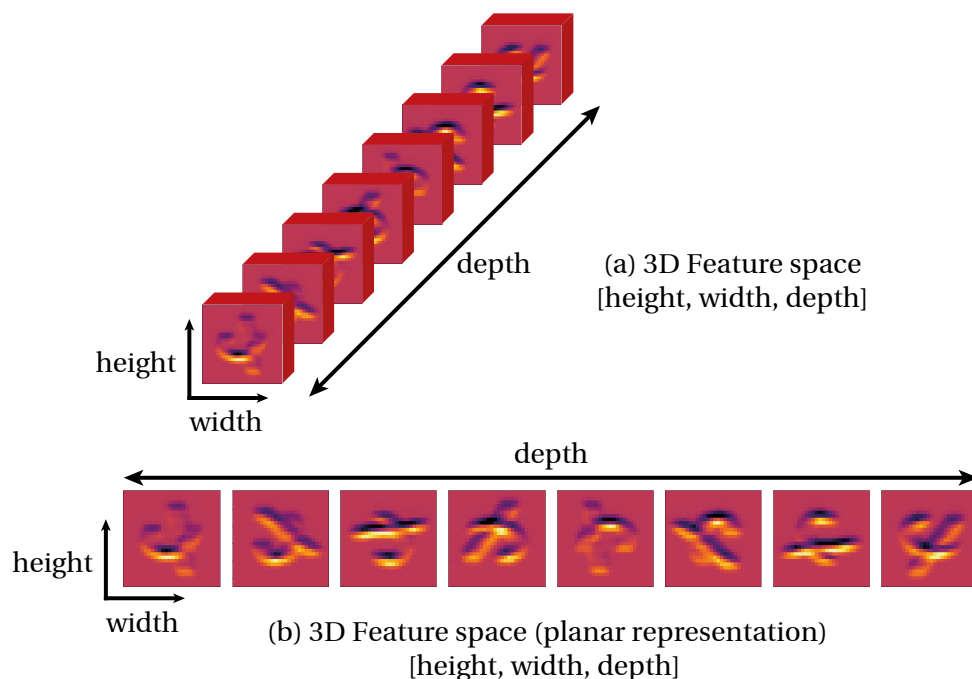 depth
(a) 3D Feature space
[height, width, depth]
height
width
depth
height
width
(b) 3D Feature space (planar representation)
[height, width, depth]